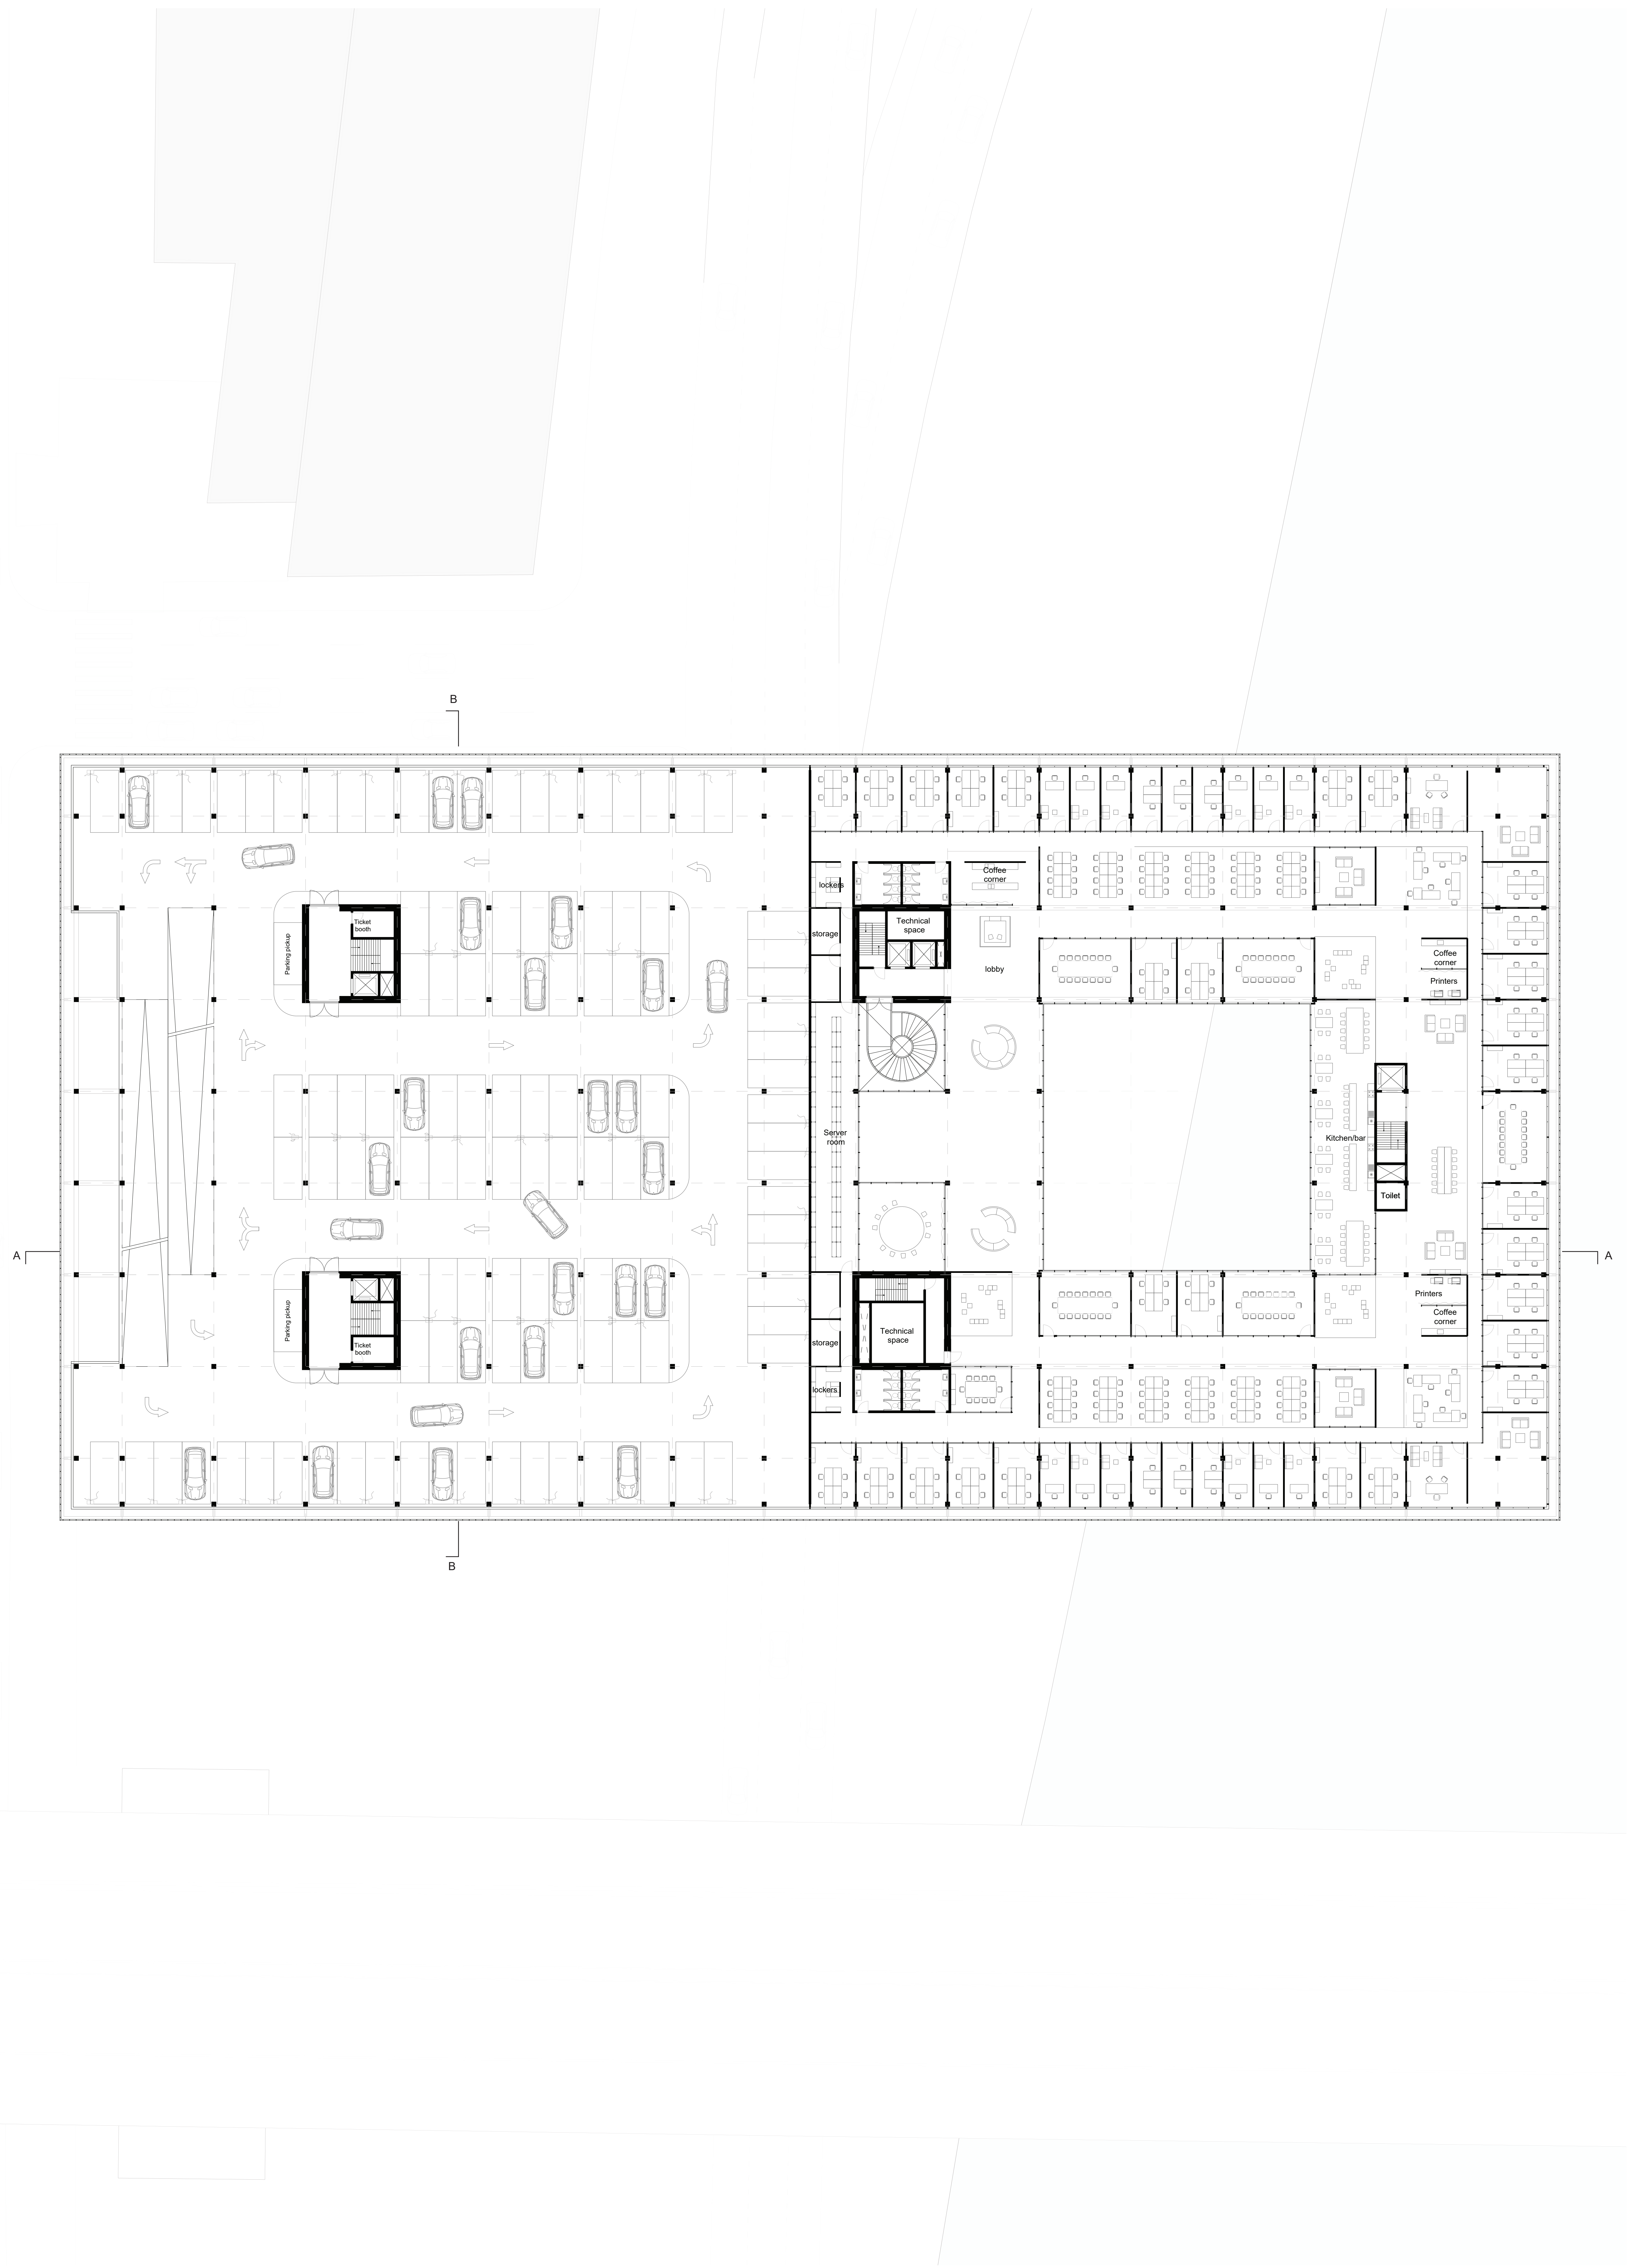 B
Coffee
corner
lockers
Ticket
booth
Technical
space
storage
Parking pickup
Coffee
corner
lobby
Printers
Server
room
Kitchen/bar
Toilet
A
A
Printers
Parking pickup
Coffee
corner
Technical
space
storage
Ticket
booth
lockers
B